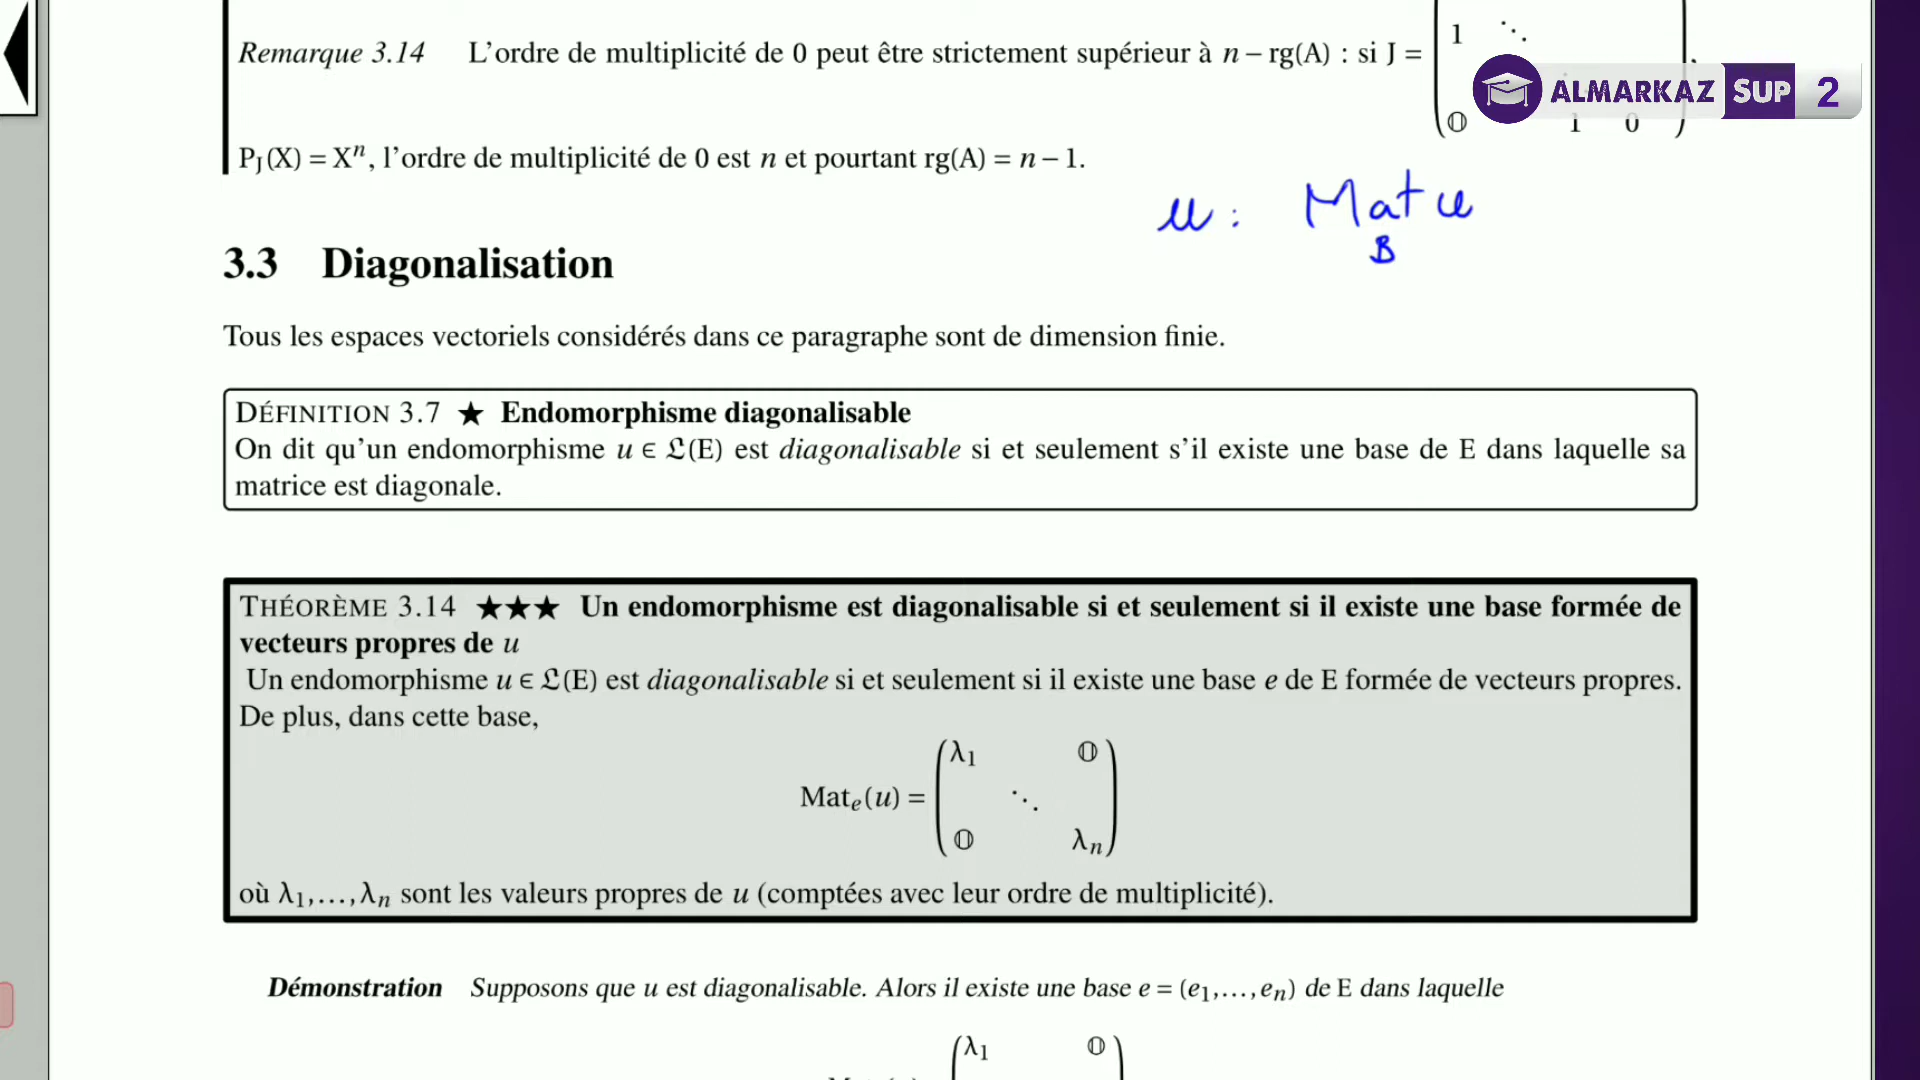 Remarque 3.14 L'ordre de multiplicité de 0 peut être strictement supérieur à n – rg(A) : si J =
1 ⋱
𝟘 1 0
ALMARKAZ SUP 2
P_J(X) = Xⁿ, l'ordre de multiplicité de 0 est n et pourtant rg(A) = n – 1.
u : Mat u
B
3.3 Diagonalisation
Tous les espaces vectoriels considérés dans ce paragraphe sont de dimension finie.
DÉFINITION 3.7 ★ Endomorphisme diagonalisable
On dit qu'un endomorphisme u ∈ 𝔏(E) est diagonalisable si et seulement s'il existe une base de E dans laquelle sa
matrice est diagonale.
THÉORÈME 3.14 ★★★ Un endomorphisme est diagonalisable si et seulement si il existe une base formée de
vecteurs propres de u
Un endomorphisme u ∈ 𝔏(E) est diagonalisable si et seulement si il existe une base e de E formée de vecteurs propres.
De plus, dans cette base,
λ₁ 𝟘
Matₑ(u) = ⋱
𝟘 λₙ
où λ₁,…,λₙ sont les valeurs propres de u (comptées avec leur ordre de multiplicité).
Démonstration Supposons que u est diagonalisable. Alors il existe une base e = (e₁,…,eₙ) de E dans laquelle
λ₁ 𝟘